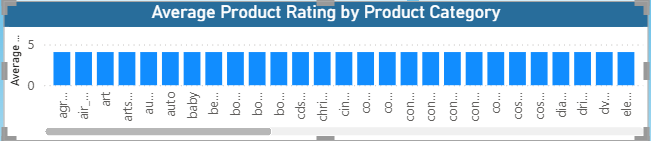 Average Product Rating by Product Category
Average ...
5
0
agr...
air_...
art
arts...
au...
auto
baby
be...
bo...
bo...
bo...
cds...
chri...
cin...
co...
co...
con...
con...
con...
con...
co...
cos...
cos...
dia...
dri...
dv...
ele...